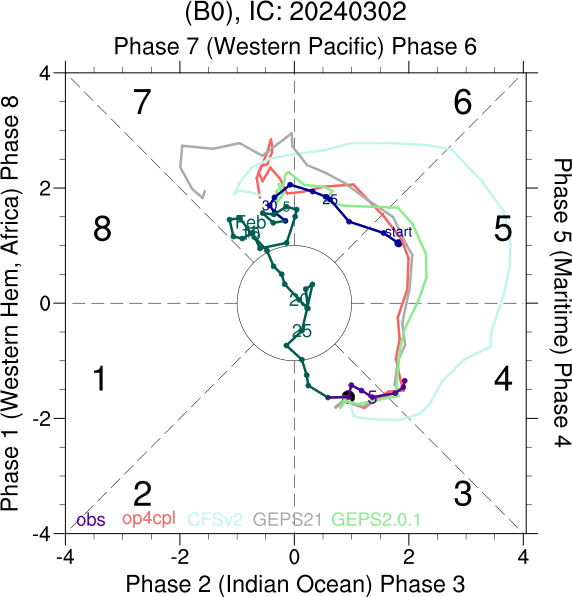 (B0), IC: 20240302
Phase 7 (Western Pacific) Phase 6
Phase 1 (Western Hem, Africa) Phase 8
Phase 5 (Maritime) Phase 4
4
2
0
-2
-4
7
6
8
5
1
4
2
3
30
5
25
start
Feb
20
25
5
obs
op4cpl
CFSv2
GEPS21
GEPS2.0.1
-4
-2
0
2
4
Phase 2 (Indian Ocean) Phase 3